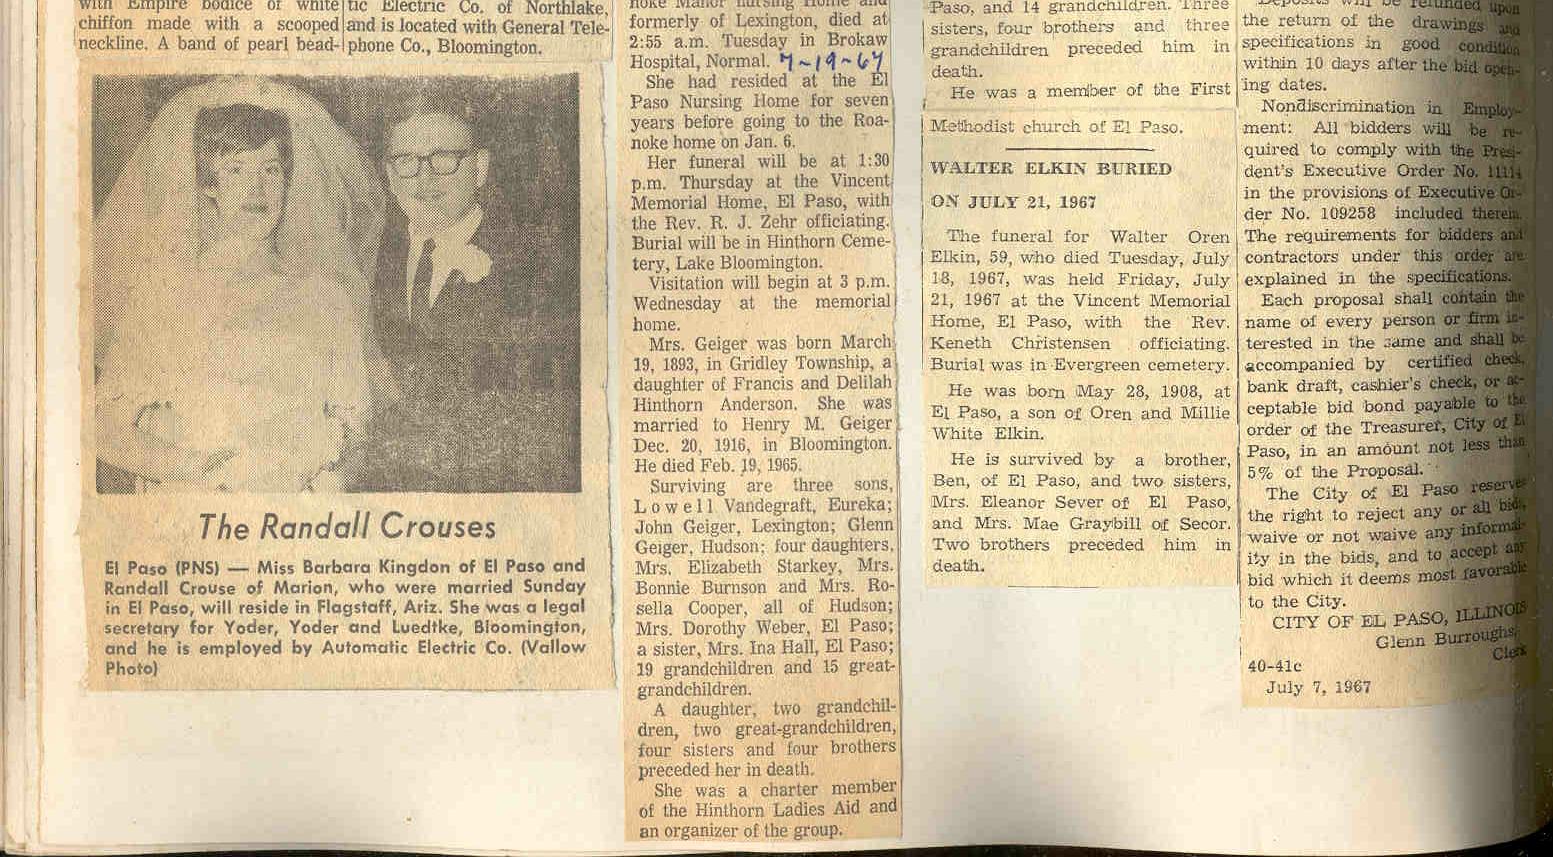 with Empire bodice of white
chiffon made with a scooped
neckline. A band of pearl bead-
tic Electric Co. of Northlake,
and is located with General Tele-
phone Co., Bloomington.
The Randall Crouses
El Paso (PNS) — Miss Barbara Kingdon of El Paso and
Randall Crouse of Marion, who were married Sunday
in El Paso, will reside in Flagstaff, Ariz. She was a legal
secretary for Yoder, Yoder and Luedtke, Bloomington,
and he is employed by Automatic Electric Co. (Vallow
Photo)
noke Manor Nursing Home and
formerly of Lexington, died at
2:55 a.m. Tuesday in Brokaw
Hospital, Normal. 7-19-67
She had resided at the El
Paso Nursing Home for seven
years before going to the Roa-
noke home on Jan. 6.
Her funeral will be at 1:30
p.m. Thursday at the Vincent
Memorial Home, El Paso, with
the Rev. R. J. Zehr officiating.
Burial will be in Hinthorn Ceme-
tery, Lake Bloomington.
Visitation will begin at 3 p.m.
Wednesday at the memorial
home.
Mrs. Geiger was born March
19, 1893, in Gridley Township, a
daughter of Francis and Delilah
Hinthorn Anderson. She was
married to Henry M. Geiger
Dec. 20, 1916, in Bloomington.
He died Feb. 19, 1965.
Surviving are three sons,
Lowell Vandegraft, Eureka;
John Geiger, Lexington; Glenn
Geiger, Hudson; four daughters,
Mrs. Elizabeth Starkey, Mrs.
Bonnie Burnson and Mrs. Ro-
sella Cooper, all of Hudson;
Mrs. Dorothy Weber, El Paso;
a sister, Mrs. Ina Hall, El Paso;
19 grandchildren and 15 great-
grandchildren.
A daughter, two grandchil-
dren, two great-grandchildren,
four sisters and four brothers
preceded her in death.
She was a charter member
of the Hinthorn Ladies Aid and
an organizer of the group.
Paso, and 14 grandchildren. Three
sisters, four brothers and three
grandchildren preceded him in
death.
He was a member of the First
Methodist church of El Paso.
WALTER ELKIN BURIED
ON JULY 21, 1967
The funeral for Walter Oren
Elkin, 59, who died Tuesday, July
18, 1967, was held Friday, July
21, 1967 at the Vincent Memorial
Home, El Paso, with the Rev.
Keneth Christensen officiating.
Burial was in Evergreen cemetery.
He was born May 28, 1908, at
El Paso, a son of Oren and Millie
White Elkin.
He is survived by a brother,
Ben, of El Paso, and two sisters,
Mrs. Eleanor Sever of El Paso,
and Mrs. Mae Graybill of Secor.
Two brothers preceded him in
death.
Deposits will be refunded upon
the return of the drawings and
specifications in good condition
within 10 days after the bid open-
ing dates.
Nondiscrimination in Employ-
ment: All bidders will be re-
quired to comply with the Presi-
dent's Executive Order No. 11114
in the provisions of Executive Or-
der No. 109258 included therein.
The requirements for bidders and
contractors under this order are
explained in the specifications.
Each proposal shall contain the
name of every person or firm in-
terested in the same and shall be
accompanied by certified check,
bank draft, cashier's check, or ac-
ceptable bid bond payable to the
order of the Treasurer, City of El
Paso, in an amount not less than
5% of the Proposal.
The City of El Paso reserves
the right to reject any or all bids,
waive or not waive any informal-
ity in the bids, and to accept any
bid which it deems most favorable
to the City.
CITY OF EL PASO, ILLINOIS
Glenn Burroughs,
Clerk
40-41c
July 7, 1967